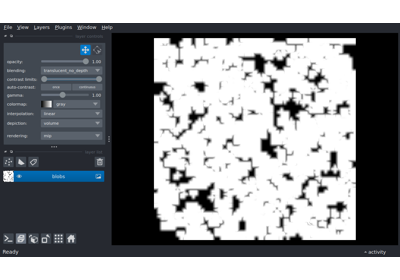 File View Layers Plugins Window Help
opacity: 1.00
blending: translucent_no_depth
contrast limits:
auto-contrast: once continuous
gamma: 1.00
colormap: gray
interpolation: linear
depiction: volume
rendering: mip
blobs
Ready
activity